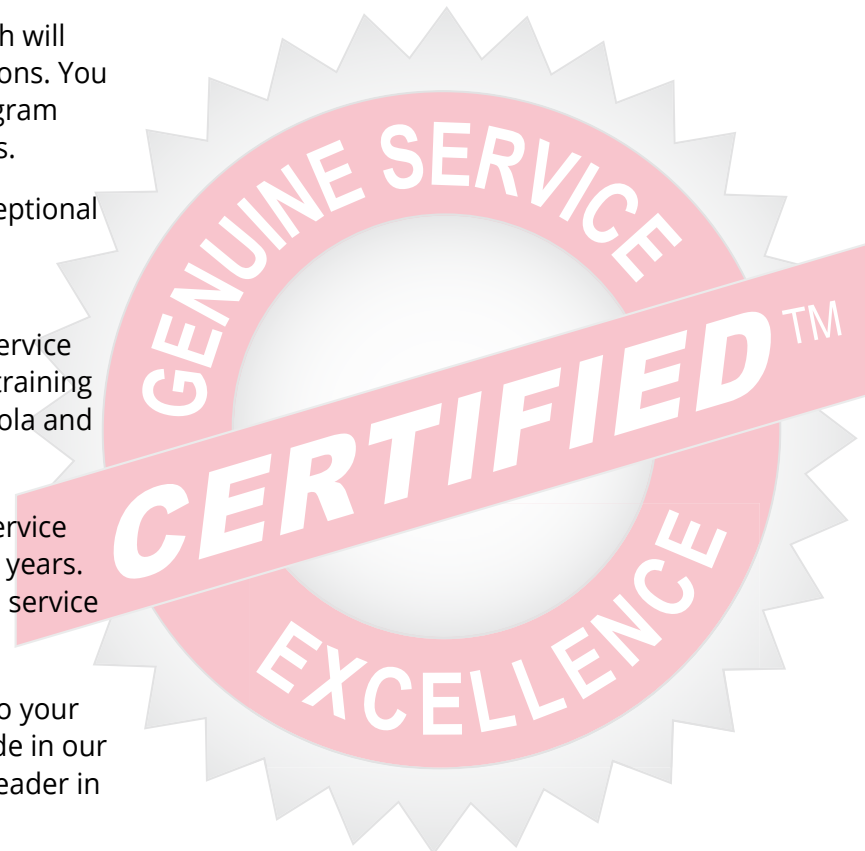 h will
ons. You
gram
s.
eptional
ervice
training
ola and
ervice
years.
service
o your
de in our
eader in
GENUINE SERVICE
CERTIFIED™
EXCELLENCE